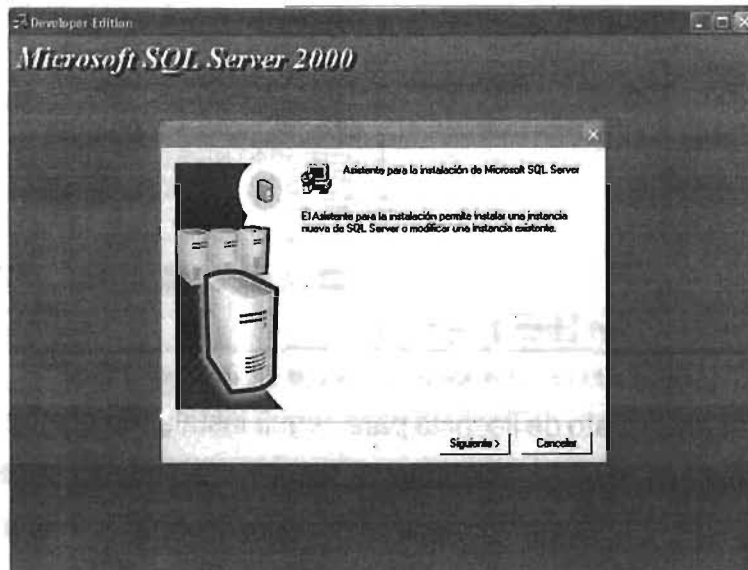 Developer Edition
Microsoft SQL Server 2000
Asistente para la instalación de Microsoft SQL Server
El Asistente para la instalación permite instalar una instancia
nueva de SQL Server o modificar una instancia existente.
Siguiente >
Cancelar